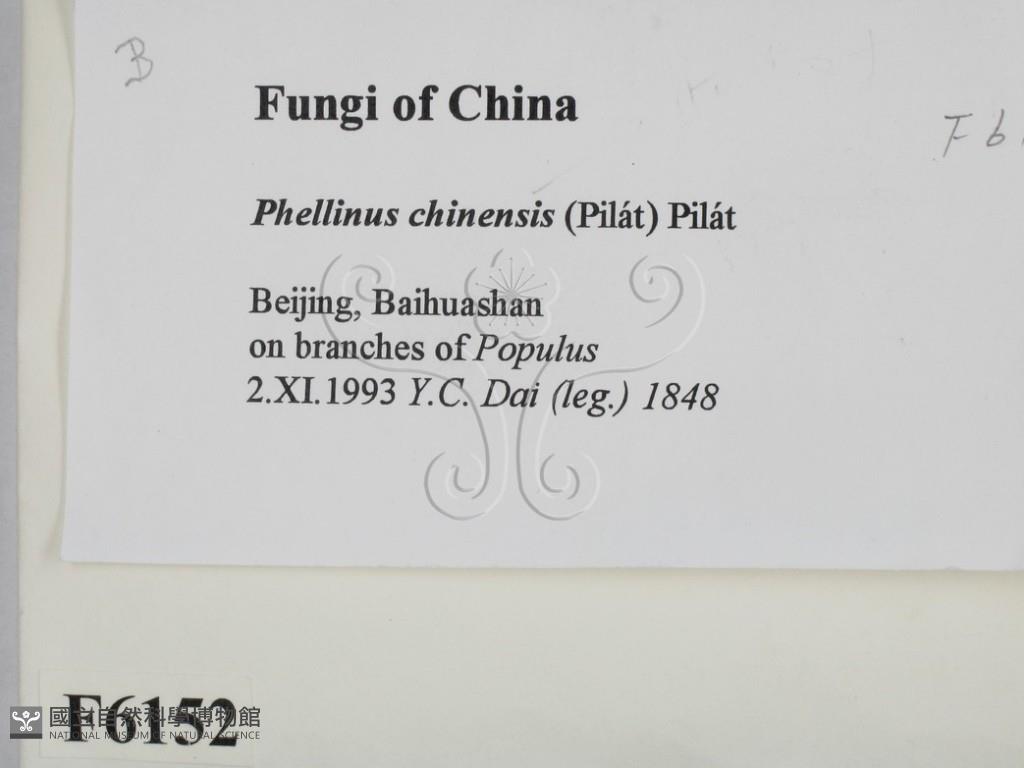 B
Fungi of China
F 6
Phellinus chinensis (Pilát) Pilát
Beijing, Baihuashan
on branches of Populus
2.XI.1993 Y.C. Dai (leg.) 1848
F6152
國立自然科學博物館
NATIONAL MUSEUM OF NATURAL SCIENCE